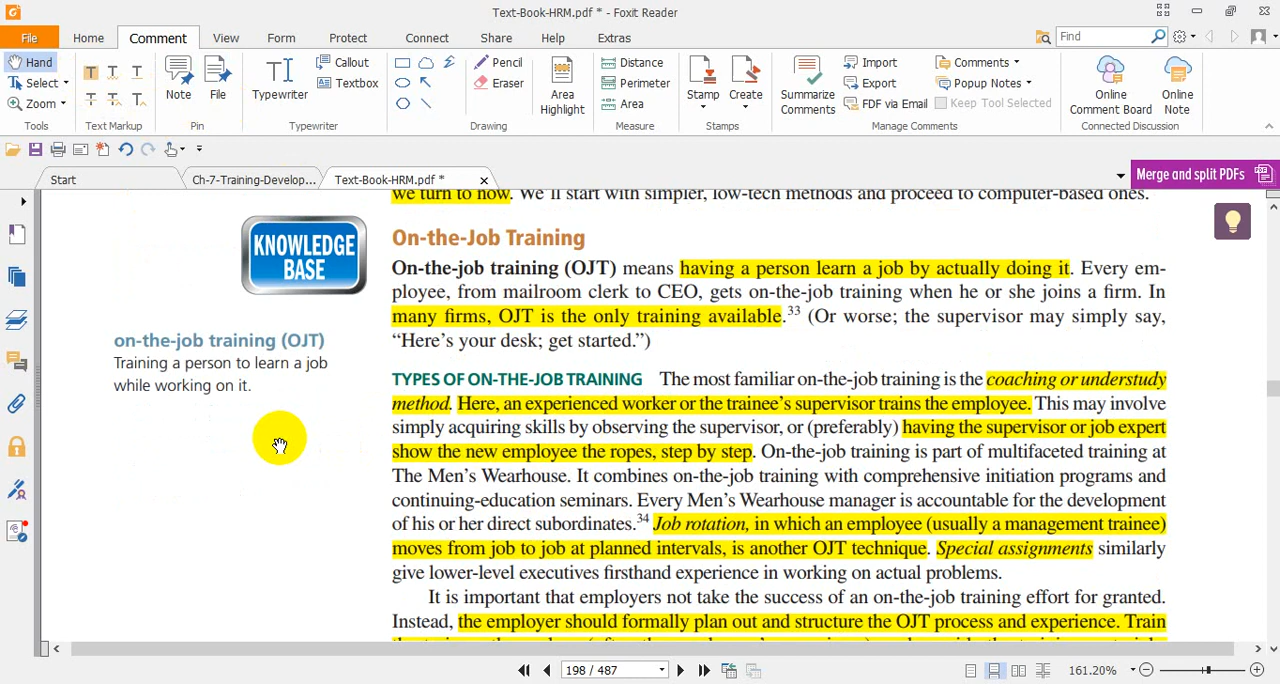 Text-Book-HRM.pdf * - Foxit Reader
File Home Comment View Form Protect Connect Share Help Foxit Extras
Find
Hand
Select
Zoom
Tools
Text Markup
Note
File
Pin
Typewriter
Callout
Textbox
Typewriter
Pencil
Eraser
Drawing
Area Highlight
Distance
Perimeter
Area
Measure
Stamp
Create
Stamps
Summarize Comments
Import
Export
FDF via Email
Comments
Popup Notes
Keep Tool Selected
Manage Comments
Online Comment Board
Online Note
Connected Discussion
Start
Ch-7-Training-Develop...
Text-Book-HRM.pdf *
Merge and split PDFs
we turn to now. We'll start with simpler, low-tech methods and proceed to computer-based ones.
KNOWLEDGE
BASE
on-the-job training (OJT)
Training a person to learn a job
while working on it.
On-the-Job Training
On-the-job training (OJT) means having a person learn a job by actually doing it. Every em-
ployee, from mailroom clerk to CEO, gets on-the-job training when he or she joins a firm. In
many firms, OJT is the only training available.33 (Or worse; the supervisor may simply say,
“Here’s your desk; get started.”)
TYPES OF ON-THE-JOB TRAINING The most familiar on-the-job training is the coaching or understudy
method. Here, an experienced worker or the trainee’s supervisor trains the employee. This may involve
simply acquiring skills by observing the supervisor, or (preferably) having the supervisor or job expert
show the new employee the ropes, step by step. On-the-job training is part of multifaceted training at
The Men’s Wearhouse. It combines on-the-job training with comprehensive initiation programs and
continuing-education seminars. Every Men’s Wearhouse manager is accountable for the development
of his or her direct subordinates.34 Job rotation, in which an employee (usually a management trainee)
moves from job to job at planned intervals, is another OJT technique. Special assignments similarly
give lower-level executives firsthand experience in working on actual problems.
It is important that employers not take the success of an on-the-job training effort for granted.
Instead, the employer should formally plan out and structure the OJT process and experience. Train
198 / 487
161.20%